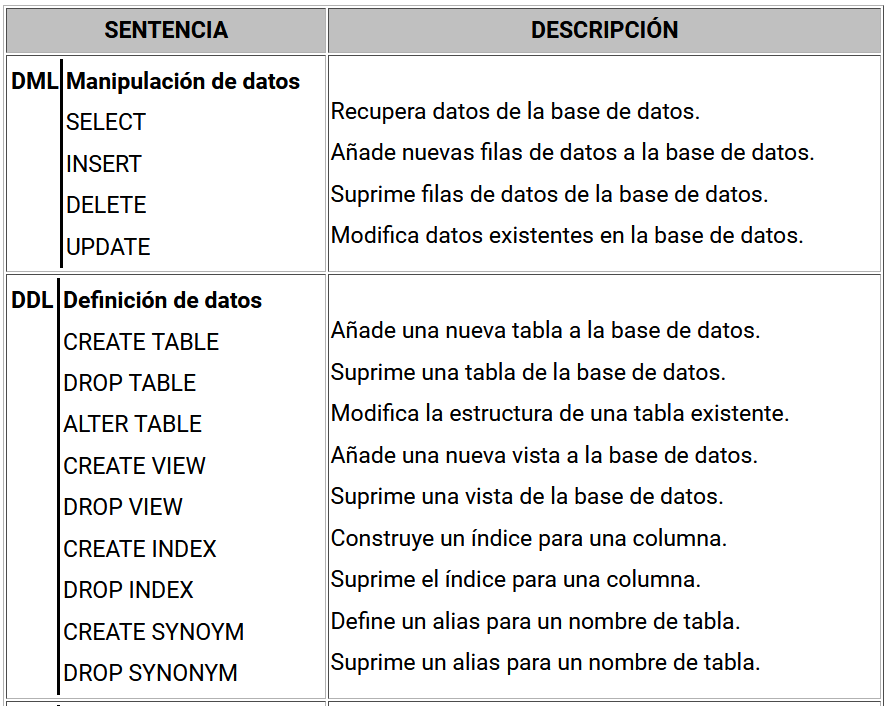 SENTENCIA DESCRIPCIÓN
DML Manipulación de datos
SELECT Recupera datos de la base de datos.
INSERT Añade nuevas filas de datos a la base de datos.
DELETE Suprime filas de datos de la base de datos.
UPDATE Modifica datos existentes en la base de datos.
DDL Definición de datos
CREATE TABLE Añade una nueva tabla a la base de datos.
DROP TABLE Suprime una tabla de la base de datos.
ALTER TABLE Modifica la estructura de una tabla existente.
CREATE VIEW Añade una nueva vista a la base de datos.
DROP VIEW Suprime una vista de la base de datos.
CREATE INDEX Construye un índice para una columna.
DROP INDEX Suprime el índice para una columna.
CREATE SYNOYM Define un alias para un nombre de tabla.
DROP SYNONYM Suprime un alias para un nombre de tabla.